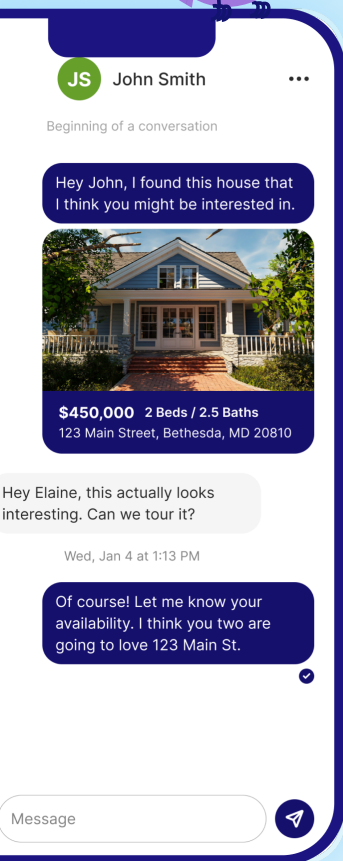 JS John Smith
Beginning of a conversation
Hey John, I found this house that
I think you might be interested in.
$450,000 2 Beds / 2.5 Baths
123 Main Street, Bethesda, MD 20810
Hey Elaine, this actually looks
interesting. Can we tour it?
Wed, Jan 4 at 1:13 PM
Of course! Let me know your
availability. I think you two are
going to love 123 Main St.
Message